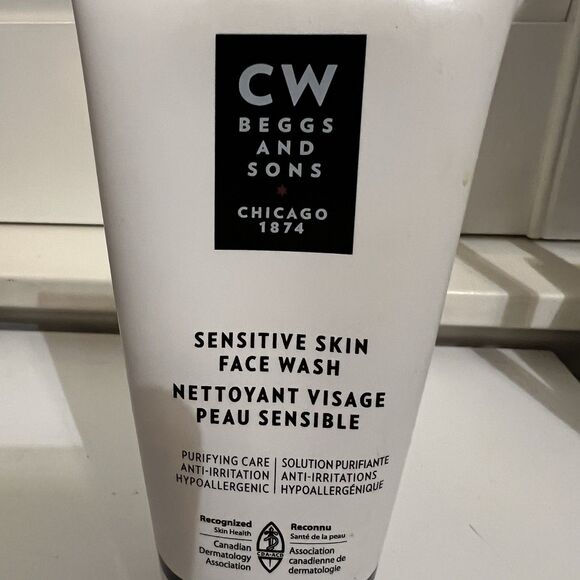 CW
BEGGS
AND
SONS
CHICAGO
1874
SENSITIVE SKIN
FACE WASH
NETTOYANT VISAGE
PEAU SENSIBLE
PURIFYING CARE
ANTI-IRRITATION
HYPOALLERGENIC
SOLUTION PURIFIANTE
ANTI-IRRITATIONS
HYPOALLERGÉNIQUE
Recognized
Skin Health
Canadian
Dermatology
Association
CDA•ACD
Reconnu
Santé de la peau
Association
canadienne de
dermatologie